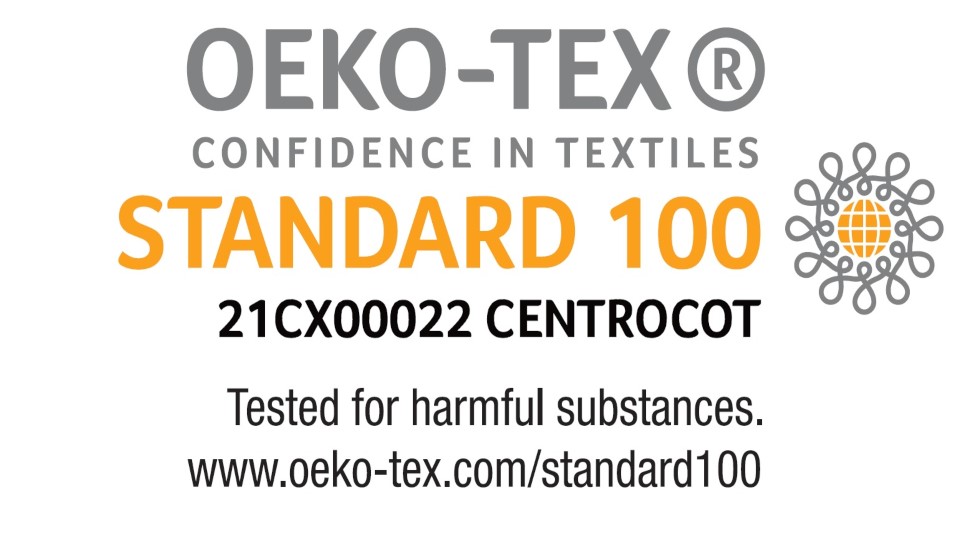 OEKO-TEX®
CONFIDENCE IN TEXTILES
STANDARD 100
21CX00022 CENTROCOT
Tested for harmful substances.
www.oeko-tex.com/standard100